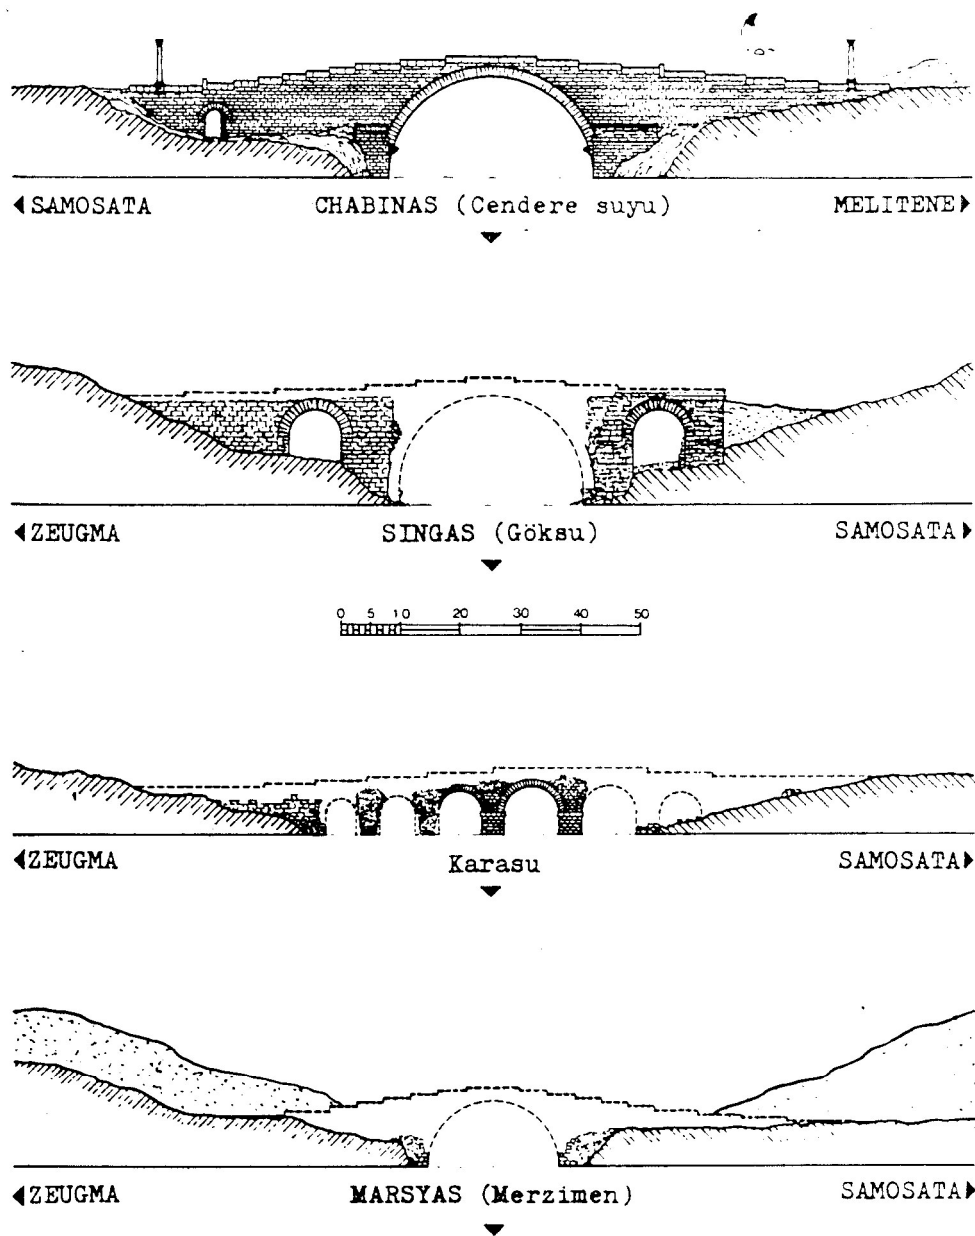 SAMOSATA CHABINAS (Cendere suyu) MELITENE
ZEUGMA SINGAS (Göksu) SAMOSATA
0 5 10 20 30 40 50
ZEUGMA Karasu SAMOSATA
ZEUGMA MARSYAS (Merzimen) SAMOSATA